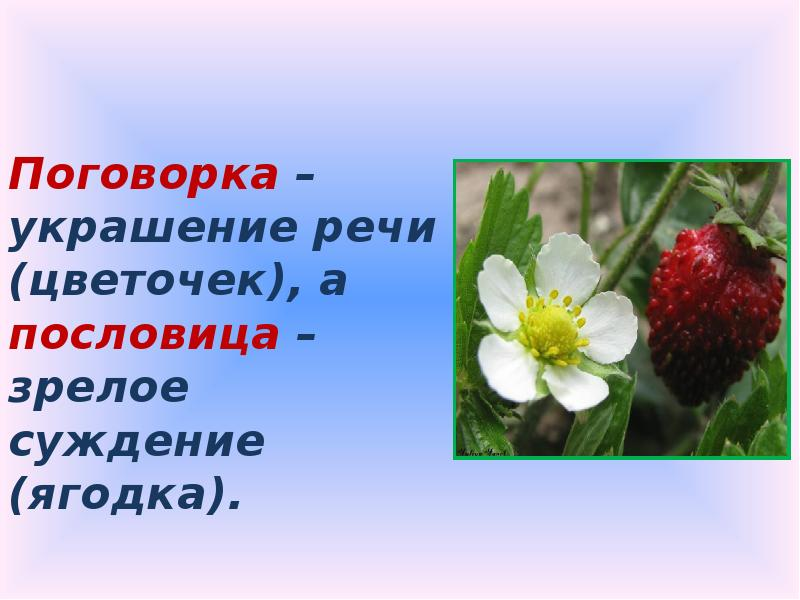 Поговорка –
украшение речи
(цветочек), а
пословица –
зрелое
суждение
(ягодка).